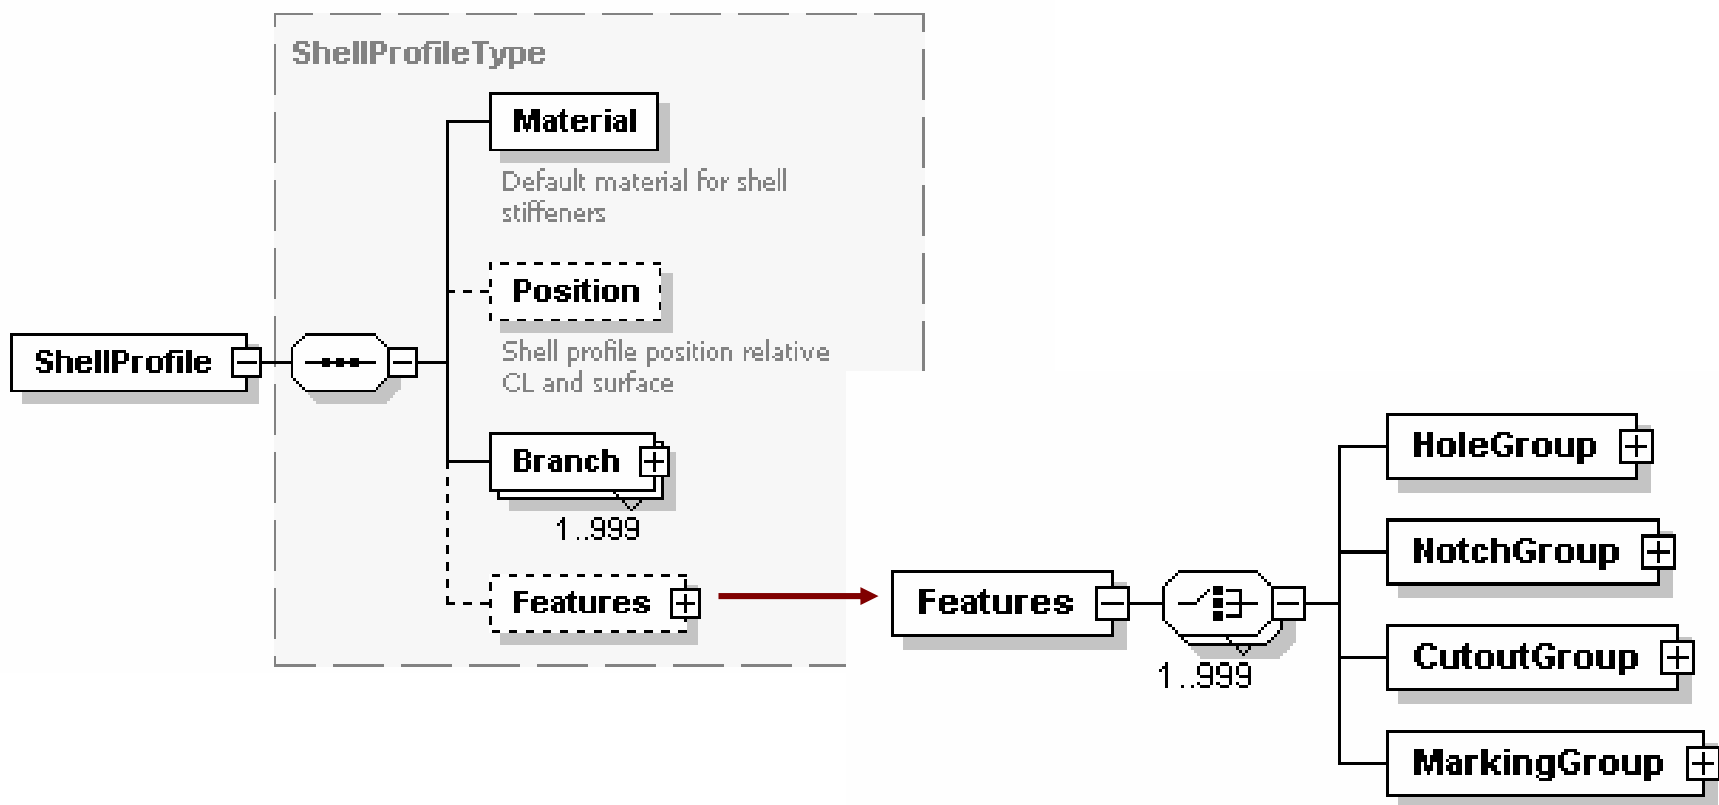 ShellProfileType
Material
Default material for shell
stiffeners
Position
Shell profile position relative
CL and surface
ShellProfile
Branch
1..999
Features
Features
1..999
HoleGroup
NotchGroup
CutoutGroup
MarkingGroup